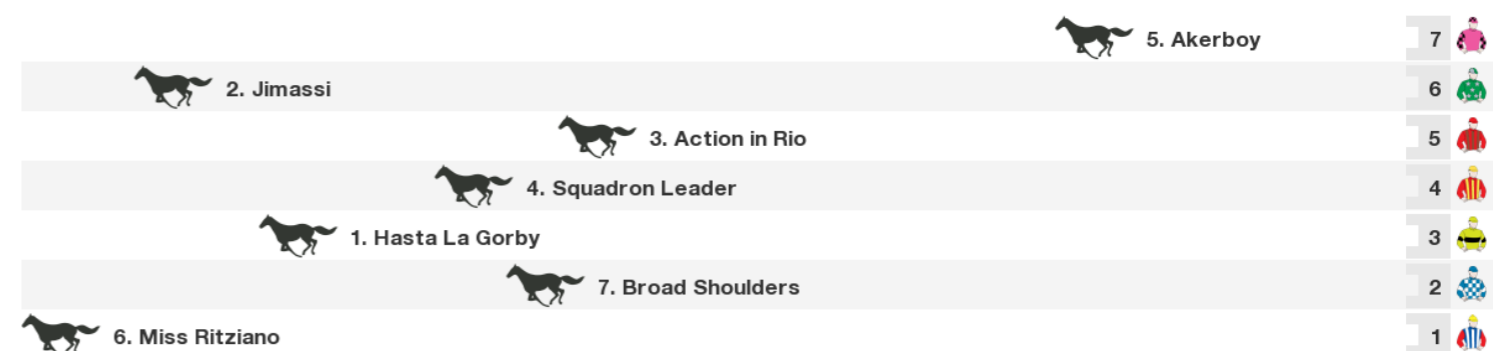 5. Akerboy 7
2. Jimassi 6
3. Action in Rio 5
4. Squadron Leader 4
1. Hasta La Gorby 3
7. Broad Shoulders 2
6. Miss Ritziano 1